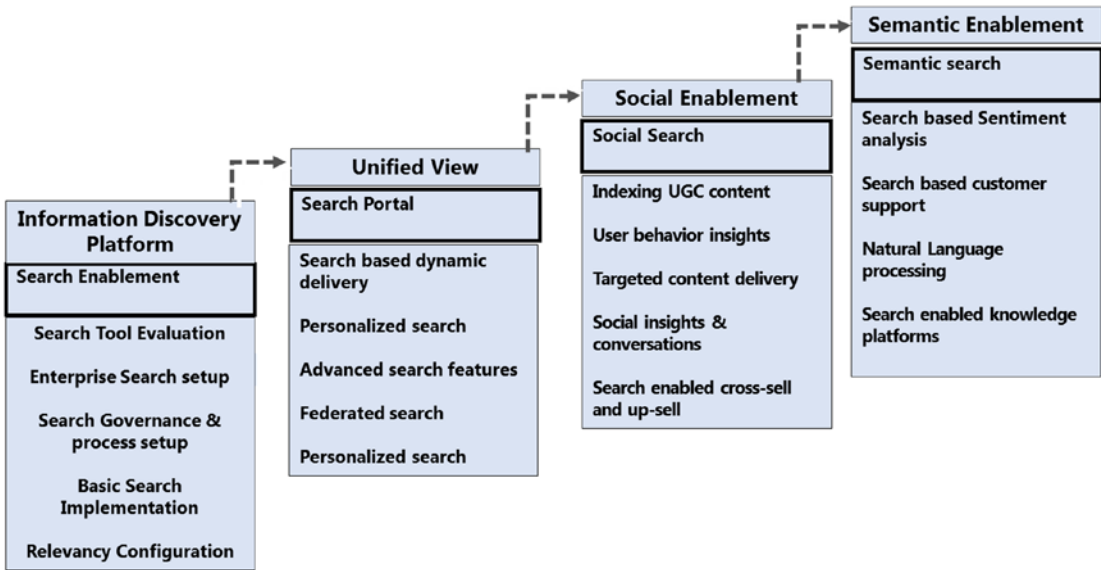 Information Discovery
Platform
Search Enablement
Search Tool Evaluation
Enterprise Search setup
Search Governance &
process setup
Basic Search
Implementation
Relevancy Configuration
Unified View
Search Portal
Search based dynamic
delivery
Personalized search
Advanced search features
Federated search
Personalized search
Social Enablement
Social Search
Indexing UGC content
User behavior insights
Targeted content delivery
Social insights &
conversations
Search enabled cross-sell
and up-sell
Semantic Enablement
Semantic search
Search based Sentiment
analysis
Search based customer
support
Natural Language
processing
Search enabled knowledge
platforms